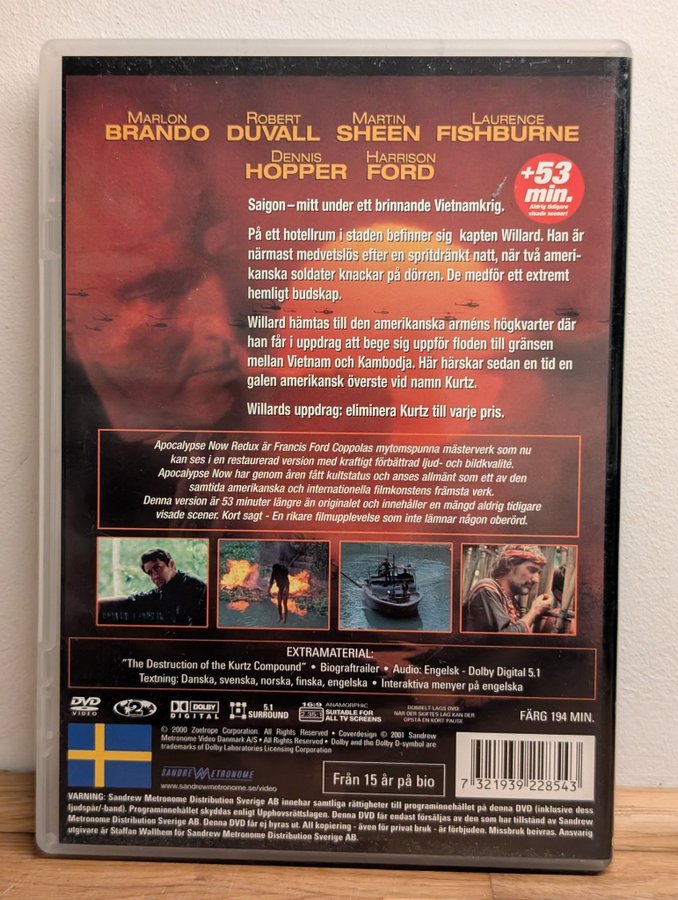 MARLON BRANDO ROBERT DUVALL MARTIN SHEEN LAURENCE FISHBURNE
DENNIS HOPPER HARRISON FORD
+53
min.
Aldrig tidigare
visade scener!
Saigon – mitt under ett brinnande Vietnamkrig.
På ett hotellrum i staden befinner sig kapten Willard. Han är
närmast medvetslös efter en spritdränkt natt, när två ameri-
kanska soldater knackar på dörren. De medför ett extremt
hemligt budskap.
Willard hämtas till den amerikanska arméns högkvarter där
han får i uppdrag att bege sig uppför floden till gränsen
mellan Vietnam och Kambodja. Här härskar sedan en tid en
galen amerikansk överste vid namn Kurtz.
Willards uppdrag: eliminera Kurtz till varje pris.
Apocalypse Now Redux är Francis Ford Coppolas mytomspunna mästerverk som nu
kan ses i en restaurerad version med kraftigt förbättrad ljud- och bildkvalité.
Apocalypse Now har genom åren fått kultstatus och anses allmänt som ett av den
samtida amerikanska och internationella filmkonstens främsta verk.
Denna version är 53 minuter längre än originalet och innehåller en mängd aldrig tidigare
visade scener. Kort sagt - En rikare filmupplevelse som inte lämnar någon oberörd.
EXTRAMATERIAL:
"The Destruction of the Kurtz Compound" • Biograftrailer • Audio: Engelsk - Dolby Digital 5.1
Textning: Danska, svenska, norska, finska, engelska • Interaktiva menyer på engelska
DVD
VIDEO
2
DOLBY
DIGITAL
5.1
SURROUND
16:9
2.35:1
ANAMORPHIC
SUITABLE FOR
ALL TV SCREENS
DOBBELT LAGS DVD:
NÄR DER SKIFTES LAG KAN DER
OPSTÅ EN KORT PAUSE
FÄRG 194 MIN.
© 2000 Zoetrope Corporation. All Rights Reserved • Coverdesign © 2001 Sandrew
Metronome Video Danmark A/S • All Rights Reserved • Dolby and the Dolby D-symbol are
trademarks of Dolby Laboratories Licensing Corporation
SANDREW METRONOME
www.sandrewmetronome.se/video
Från 15 år på bio
7 321939 228543
VARNING: Sandrew Metronome Distribution Sverige AB innehar samtliga rättigheter till programinnehållet på denna DVD (inklusive dess
ljudspår/-band). Programinnehållet skyddas enligt Upphovsrättslagen. Denna DVD får endast försäljas av den som har tillstånd av Sandrew
Metronome Distribution Sverige AB. Denna DVD får ej hyras ut. All kopiering - även för privat bruk - är förbjuden. Missbruk beivras. Ansvarig
utgivare är Staffan Wallhem för Sandrew Metronome Distribution Sverige AB.